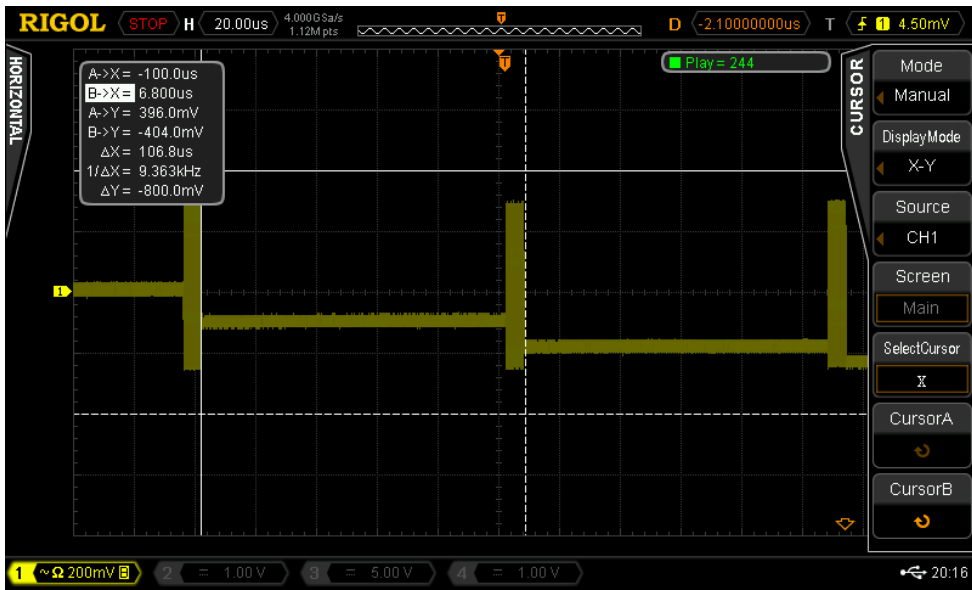 RIGOL STOP H 20.00us 4.000GSa/s 1.12M pts T D -2.10000000us T 1 4.50mV
HORIZONTAL
A->X= -100.0us
B->X= 6.800us
A->Y= 396.0mV
B->Y= -404.0mV
ΔX= 106.8us
1/ΔX= 9.363kHz
ΔY= -800.0mV
T
Play= 244
1
CURSOR
Mode
Manual
DisplayMode
X-Y
Source
CH1
Screen
Main
SelectCursor
X
CursorA
CursorB
1 ~Ω 200mV B 2 = 1.00 V 3 = 5.00 V 4 = 1.00 V 20:16